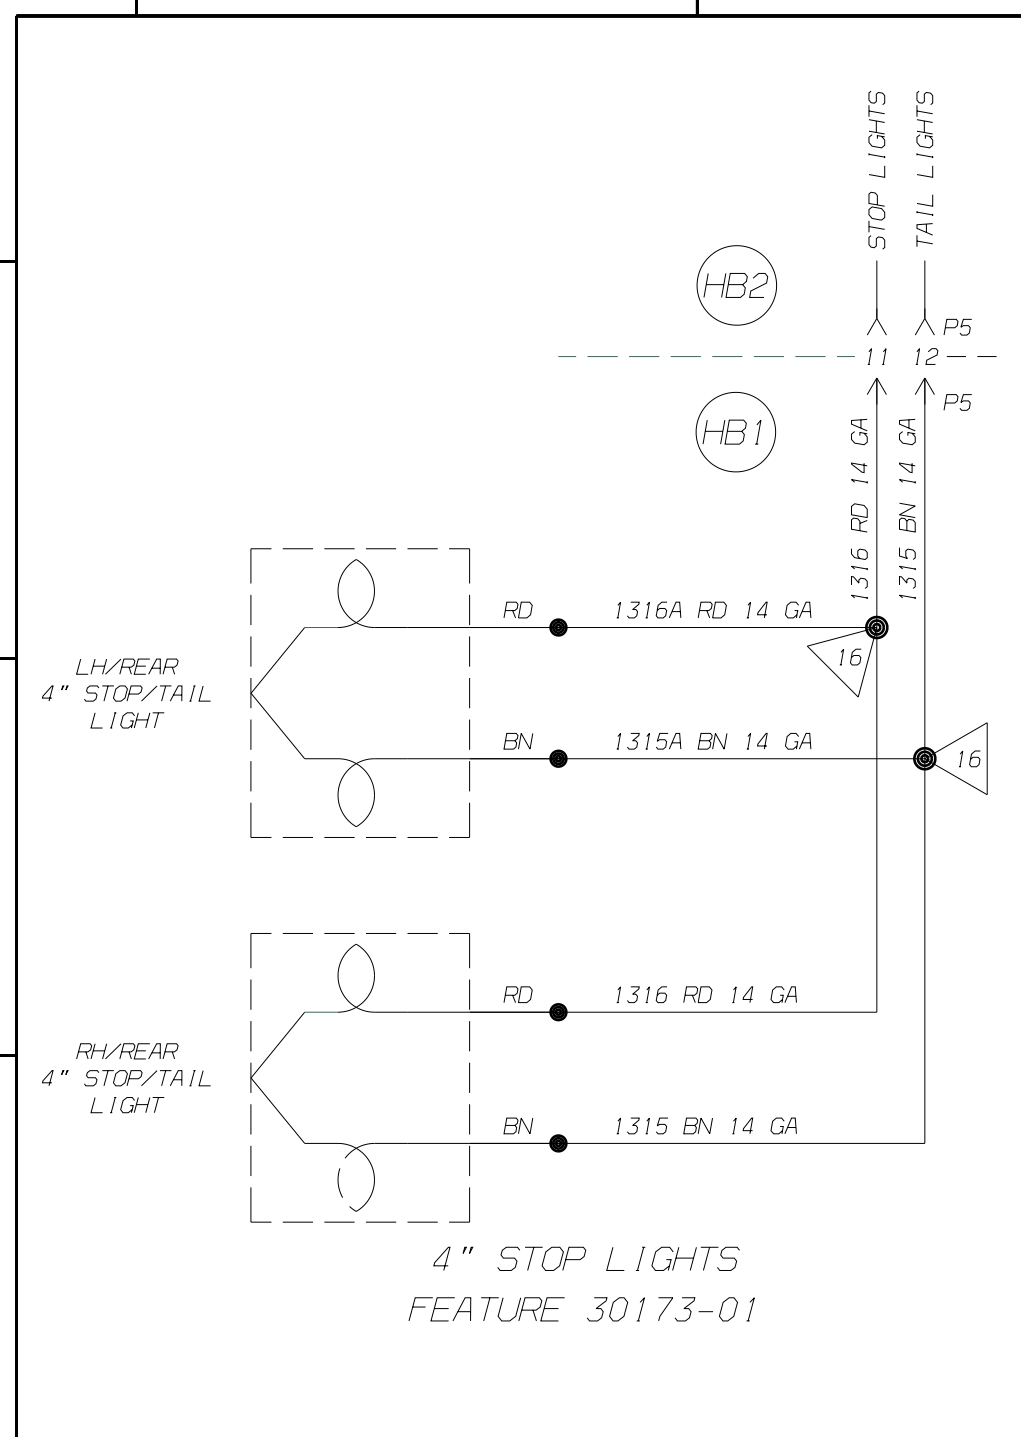 STOP LIGHTS
TAIL LIGHTS
HB2
P5
11
12
HB1
P5
1316 RD 14 GA
1315 BN 14 GA
RD
1316A RD 14 GA
16
LH/REAR
4" STOP/TAIL
LIGHT
BN
1315A BN 14 GA
16
RD
1316 RD 14 GA
RH/REAR
4" STOP/TAIL
LIGHT
BN
1315 BN 14 GA
4" STOP LIGHTS
FEATURE 30173-01